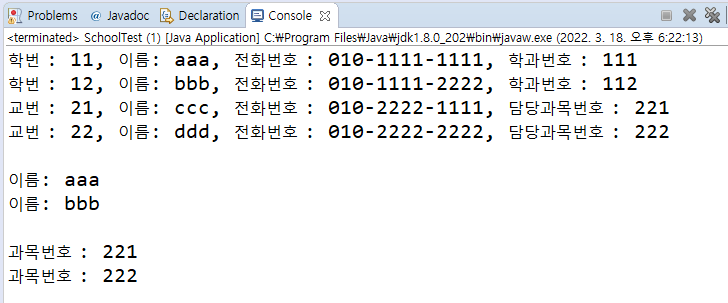 Problems @ Javadoc Declaration Console
<terminated> SchoolTest (1) [Java Application] C:₩Program Files₩Java₩jdk1.8.0_202₩bin₩javaw.exe (2022. 3. 18. 오후 6:22:13)
학번 : 11, 이름: aaa, 전화번호 : 010-1111-1111, 학과번호 : 111
학번 : 12, 이름: bbb, 전화번호 : 010-1111-2222, 학과번호 : 112
교번 : 21, 이름: ccc, 전화번호 : 010-2222-1111, 담당과목번호 : 221
교번 : 22, 이름: ddd, 전화번호 : 010-2222-2222, 담당과목번호 : 222
이름: aaa
이름: bbb
과목번호 : 221
과목번호 : 222